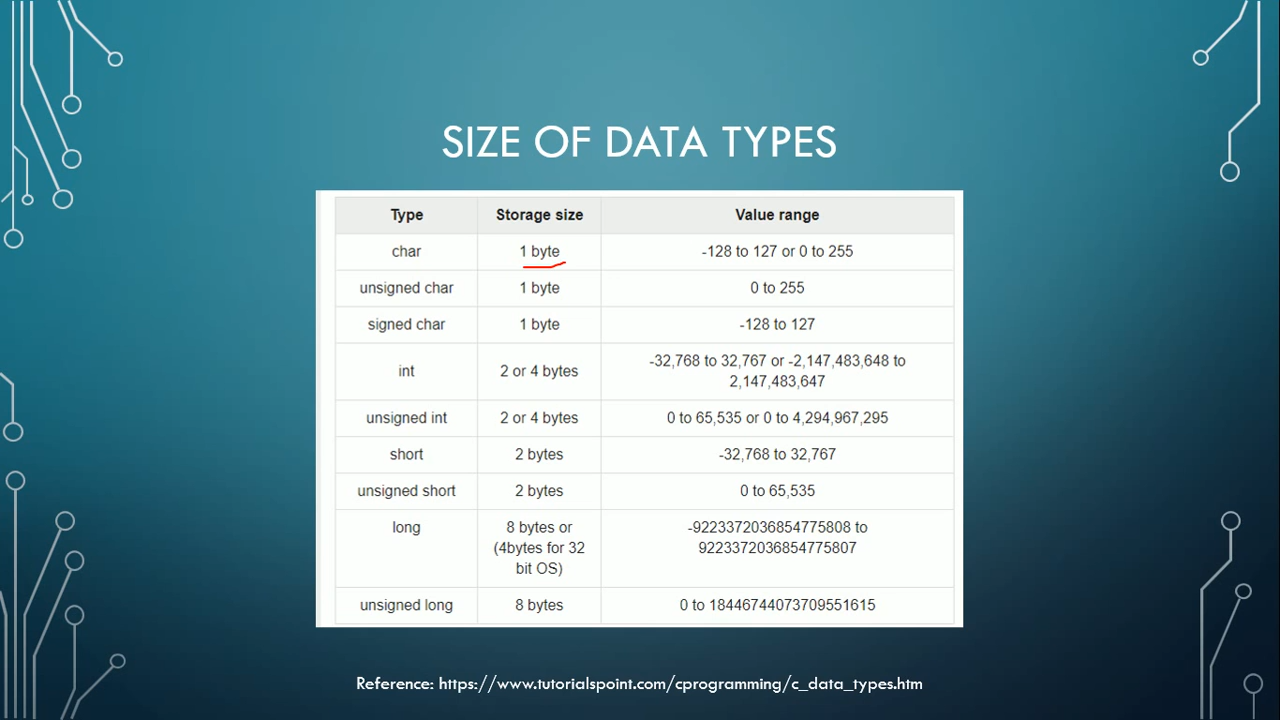 SIZE OF DATA TYPES
Type Storage size Value range
char 1 byte -128 to 127 or 0 to 255
unsigned char 1 byte 0 to 255
signed char 1 byte -128 to 127
int 2 or 4 bytes -32,768 to 32,767 or -2,147,483,648 to
2,147,483,647
unsigned int 2 or 4 bytes 0 to 65,535 or 0 to 4,294,967,295
short 2 bytes -32,768 to 32,767
unsigned short 2 bytes 0 to 65,535
long 8 bytes or -9223372036854775808 to
(4bytes for 32 9223372036854775807
bit OS)
unsigned long 8 bytes 0 to 18446744073709551615
Reference: https://www.tutorialspoint.com/cprogramming/c_data_types.htm